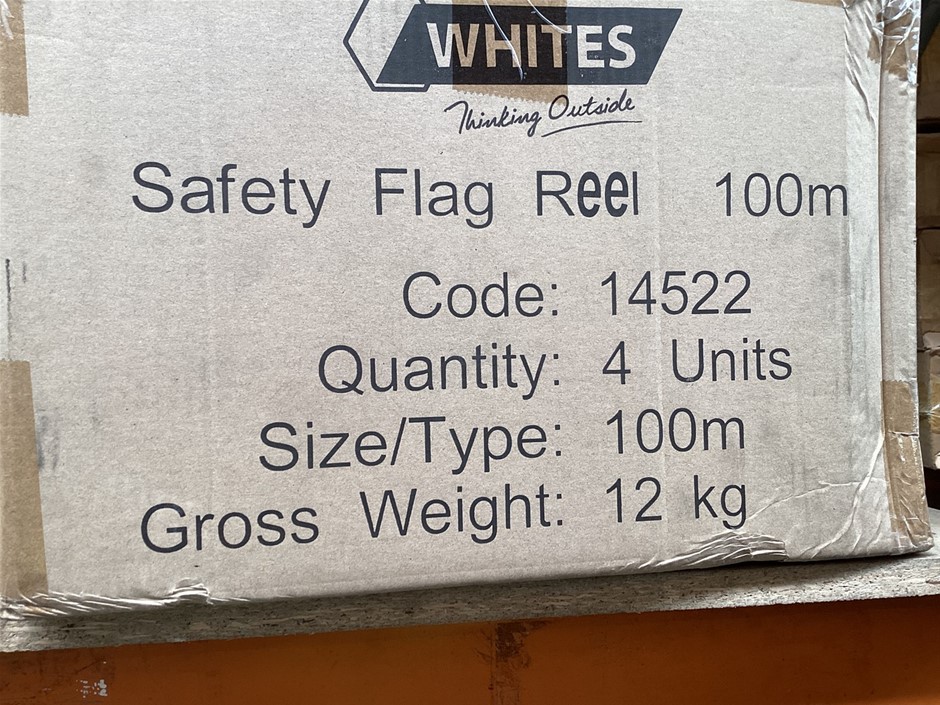 WHITES
Thinking Outside
Safety Flag Reel 100m
Code: 14522
Quantity: 4 Units
Size/Type: 100m
Gross Weight: 12 kg